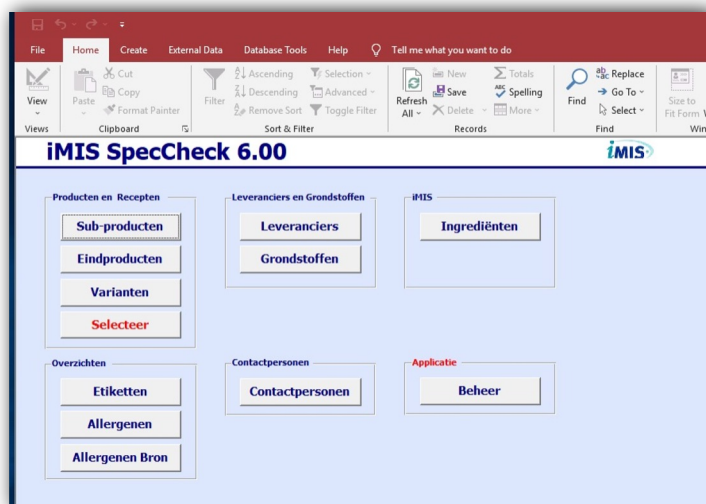 File Home Create External Data Database Tools Help Tell me what you want to do
View
Views
Paste
Cut
Copy
Format Painter
Clipboard
Filter
Ascending
Descending
Remove Sort
Selection
Advanced
Toggle Filter
Sort & Filter
Refresh
All
New
Save
Delete
Totals
Spelling
More
Records
Find
Replace
Go To
Select
Find
Size to
Fit Form
iMIS SpecCheck 6.00
iMIS
Producten en Recepten
Sub-producten
Eindproducten
Varianten
Selecteer
Leveranciers en Grondstoffen
Leveranciers
Grondstoffen
iMIS
Ingrediënten
Overzichten
Etiketten
Allergenen
Allergenen Bron
Contactpersonen
Contactpersonen
Applicatie
Beheer